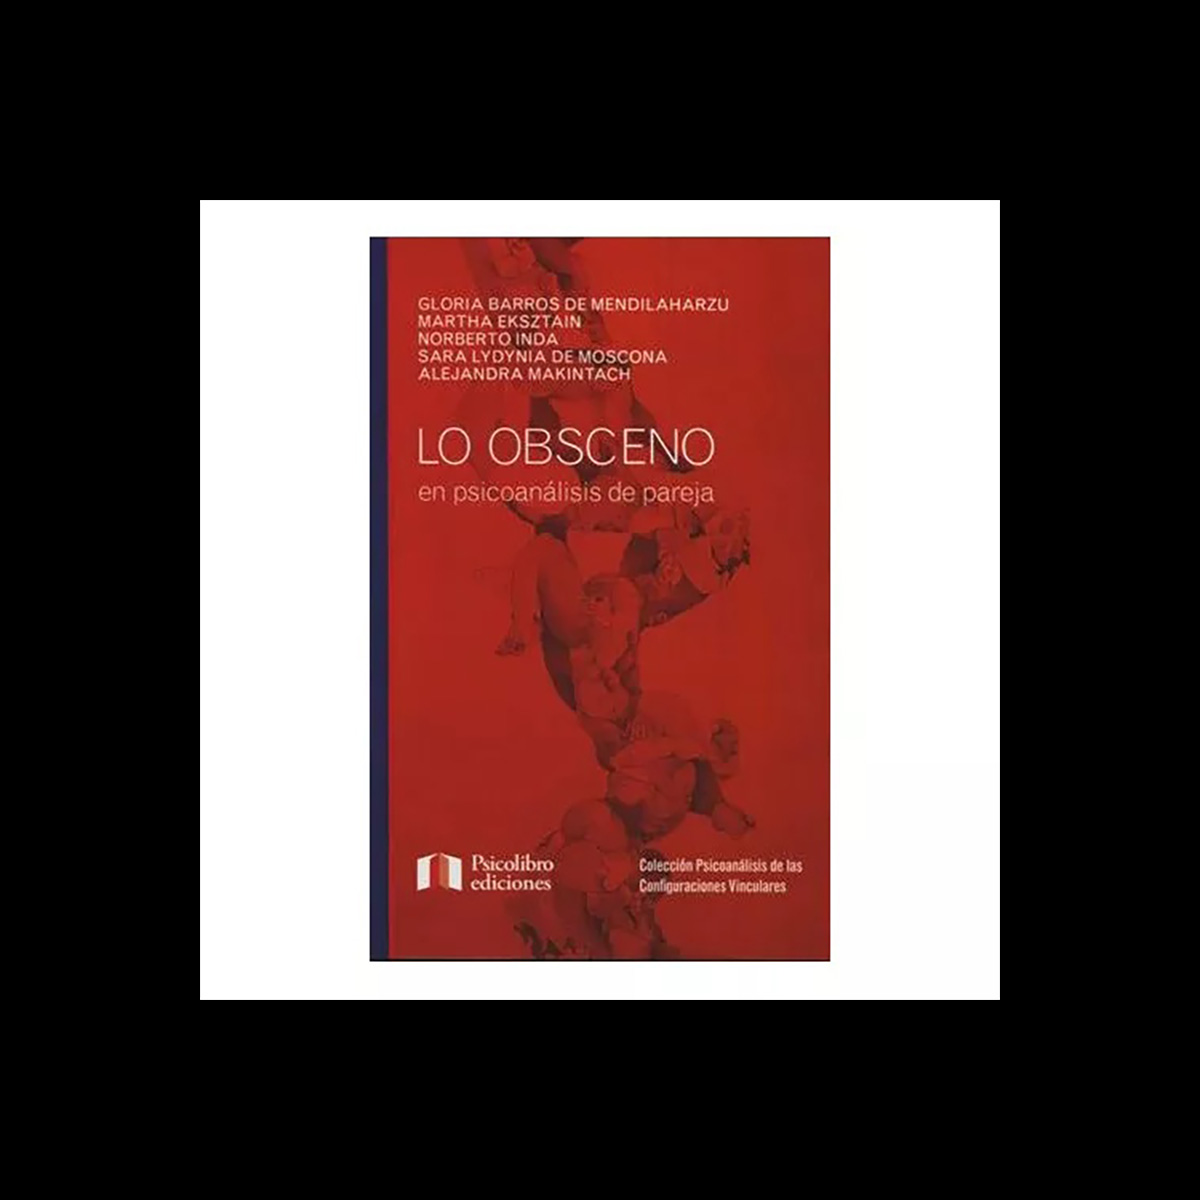 GLORIA BARROS DE MENDILAHARZU
MARTHA EKSZTAIN
NORBERTO INDA
SARA LYDYNIA DE MOSCONA
ALEJANDRA MAKINTACH
LO OBSCENO
en psicoanálisis de pareja
Psicolibro
ediciones
Colección Psicoanálisis de las
Configuraciones Vinculares